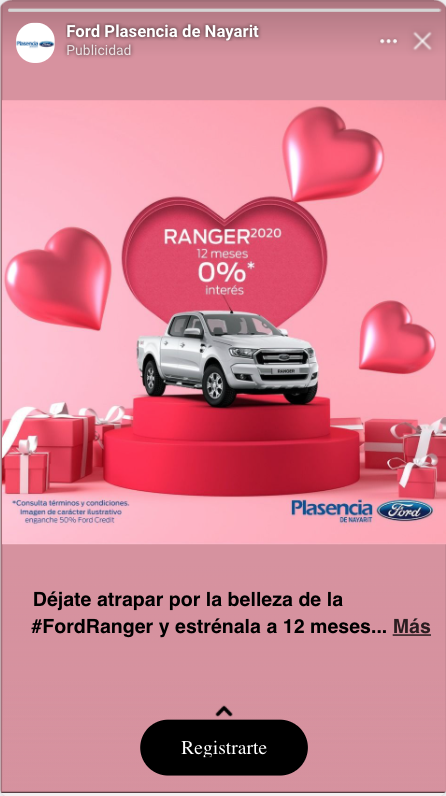 Ford Plasencia de Nayarit
Publicidad
RANGER2020
12 meses
0%*
interés
RANGER
*Consulta términos y condiciones.
Imagen de carácter ilustrativo
enganche 50% Ford Credit
Plasencia Ford
DE NAYARIT
Déjate atrapar por la belleza de la
#FordRanger y estrénala a 12 meses... Más
Registrarte